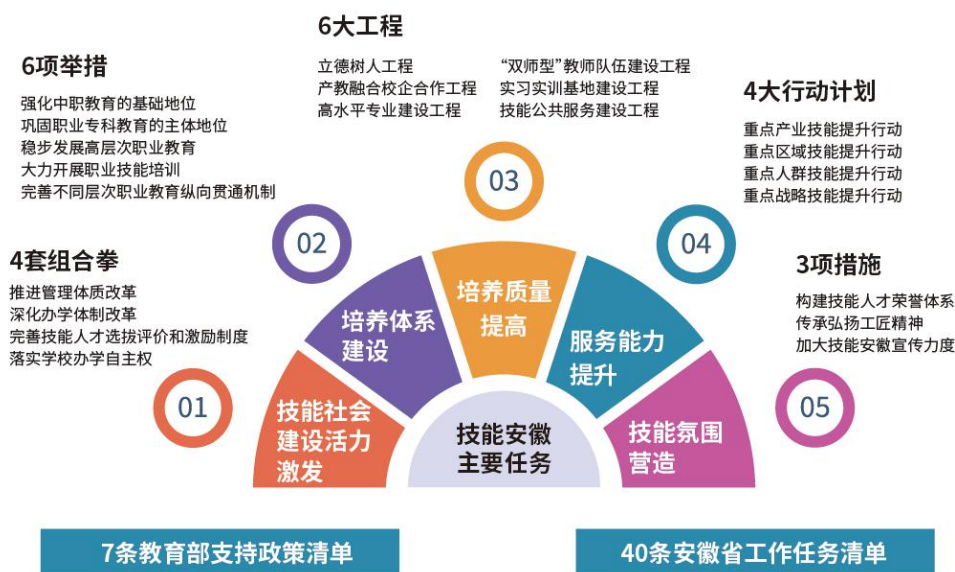 6大工程
立德树人工程
产教融合校企合作工程
高水平专业建设工程
“双师型”教师队伍建设工程
实习实训基地建设工程
技能公共服务建设工程
6项举措
强化中职教育的基础地位
巩固职业专科教育的主体地位
稳步发展高层次职业教育
大力开展职业技能培训
完善不同层次职业教育纵向贯通机制
4大行动计划
重点产业技能提升行动
重点区域技能提升行动
重点人群技能提升行动
重点战略技能提升行动
4套组合拳
推进管理体质改革
深化办学体制改革
完善技能人才选拔评价和激励制度
落实学校办学自主权
3项措施
构建技能人才荣誉体系
传承弘扬工匠精神
加大技能安徽宣传力度
01
02
03
04
05
技能社会
建设活力
激发
培养体系
建设
培养质量
提高
服务能力
提升
技能氛围
营造
技能安徽
主要任务
7条教育部支持政策清单
40条安徽省工作任务清单